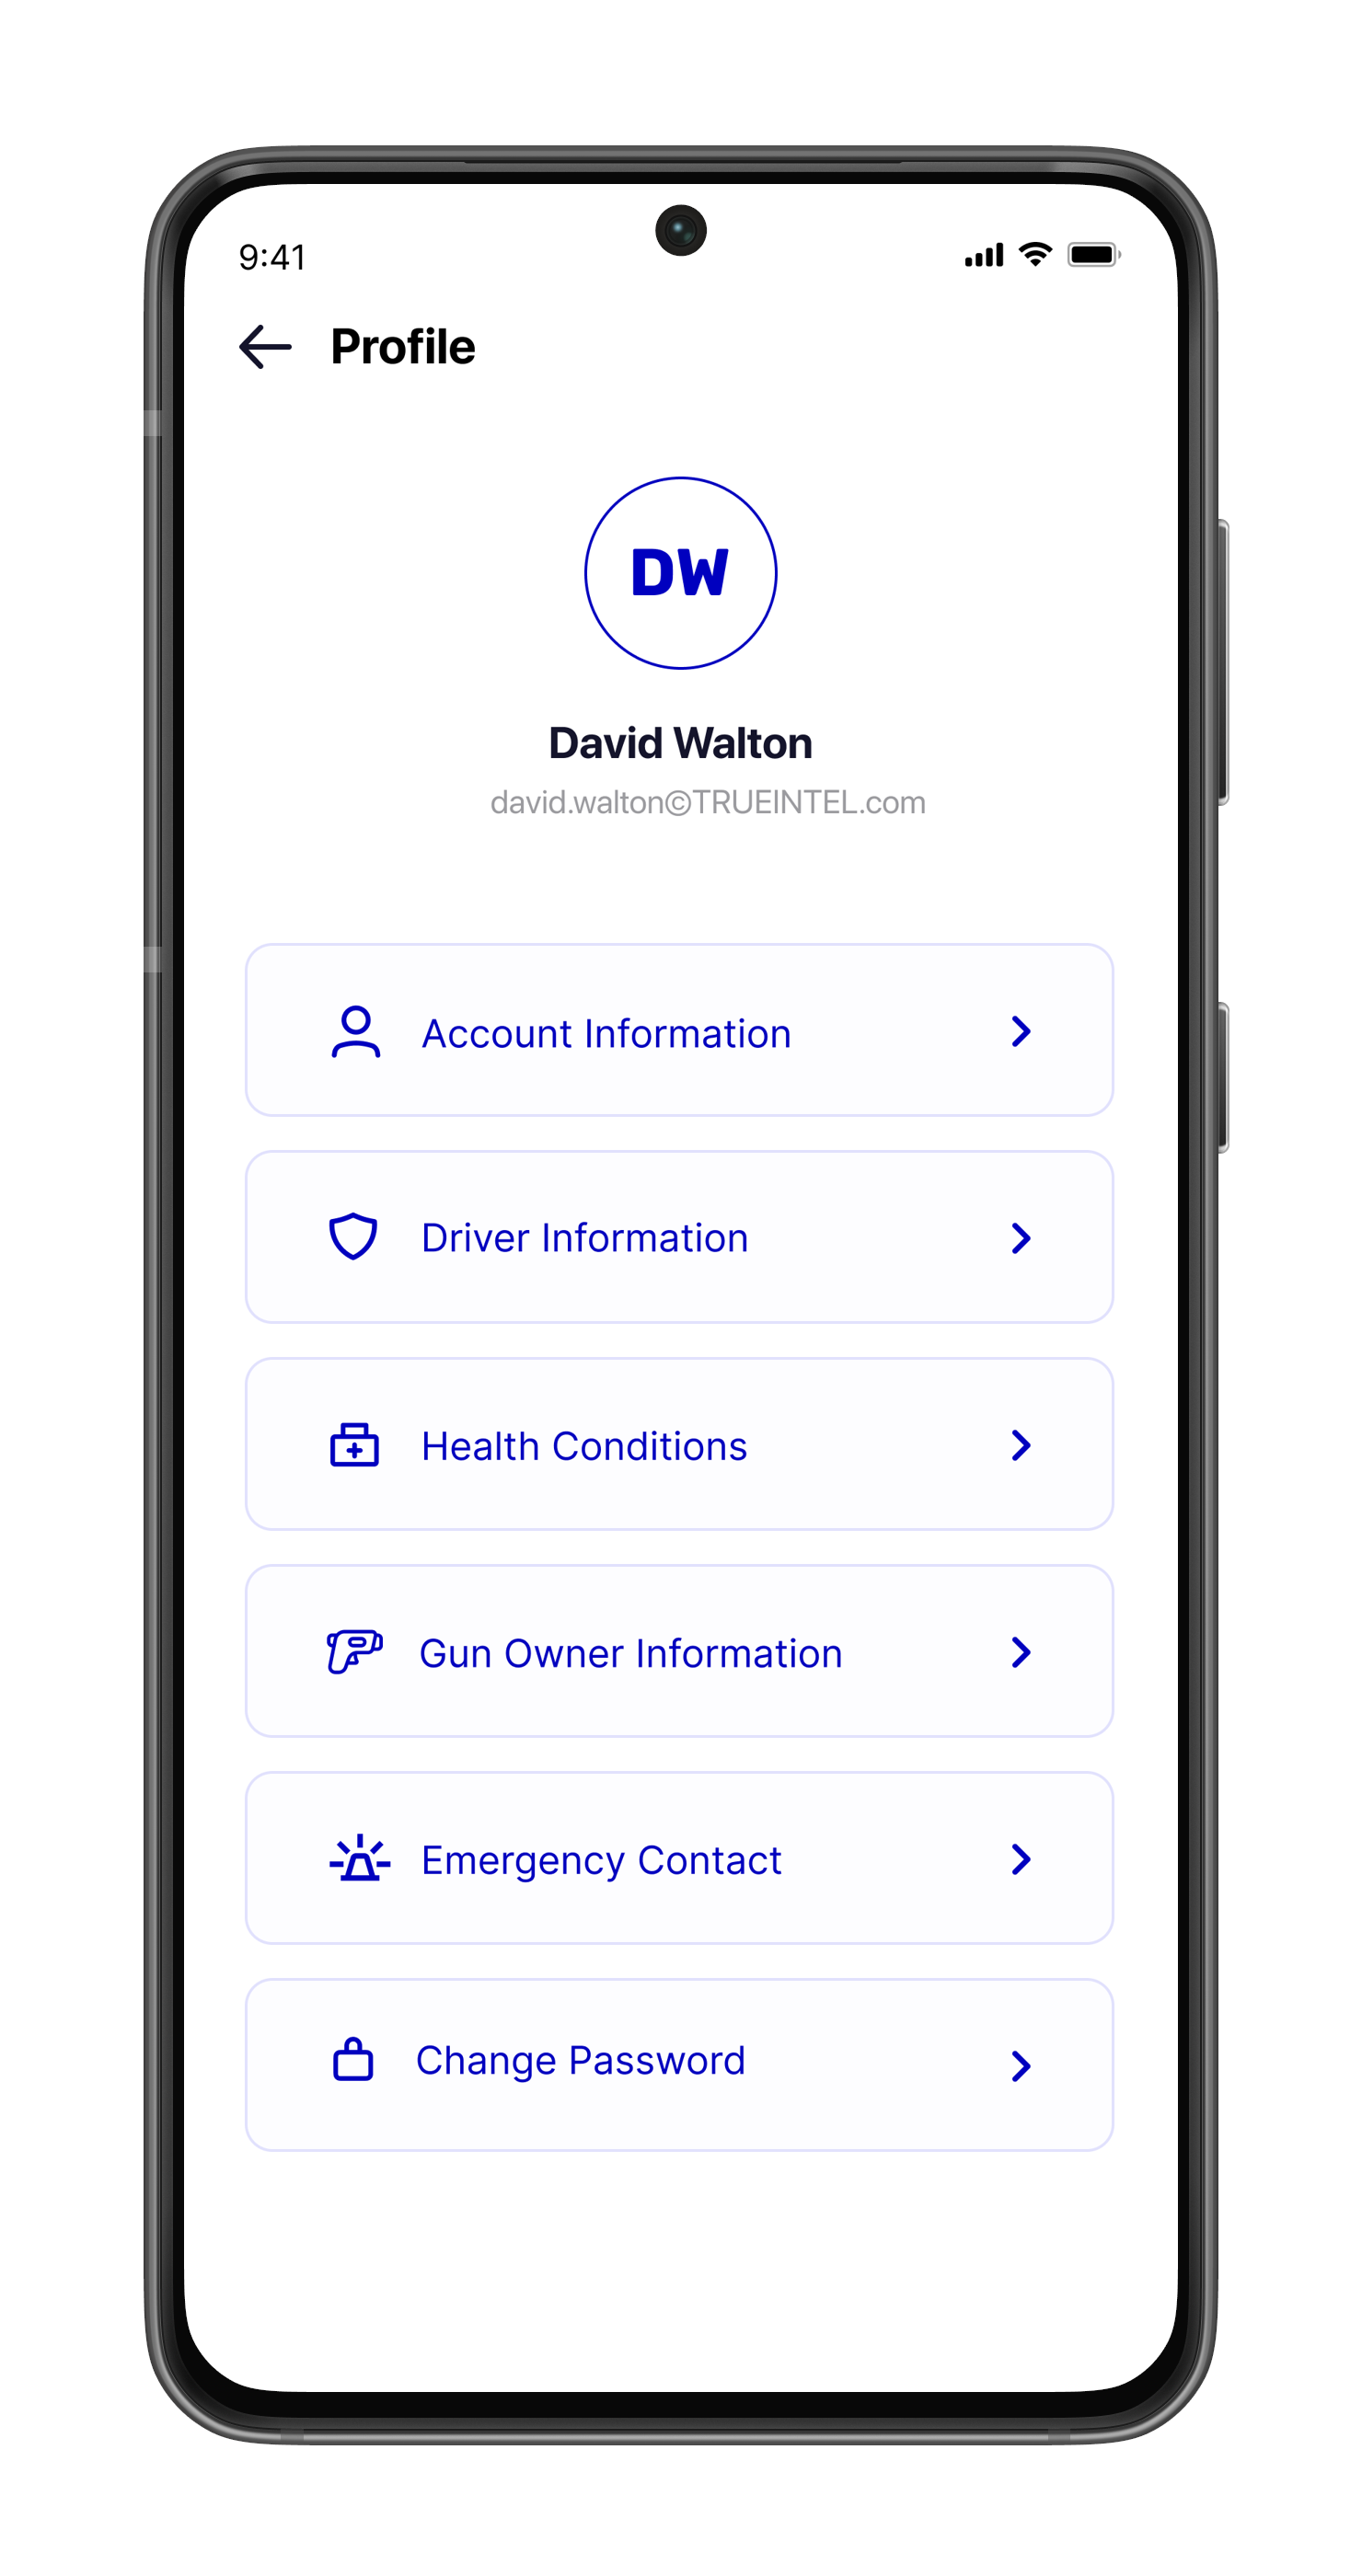 9:41
Profile
DW
David Walton
david.walton©TRUEINTEL.com
Account Information
Driver Information
Health Conditions
Gun Owner Information
Emergency Contact
Change Password